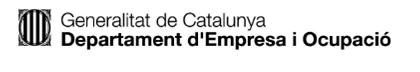 Generalitat de Catalunya
Departament d'Empresa i Ocupació